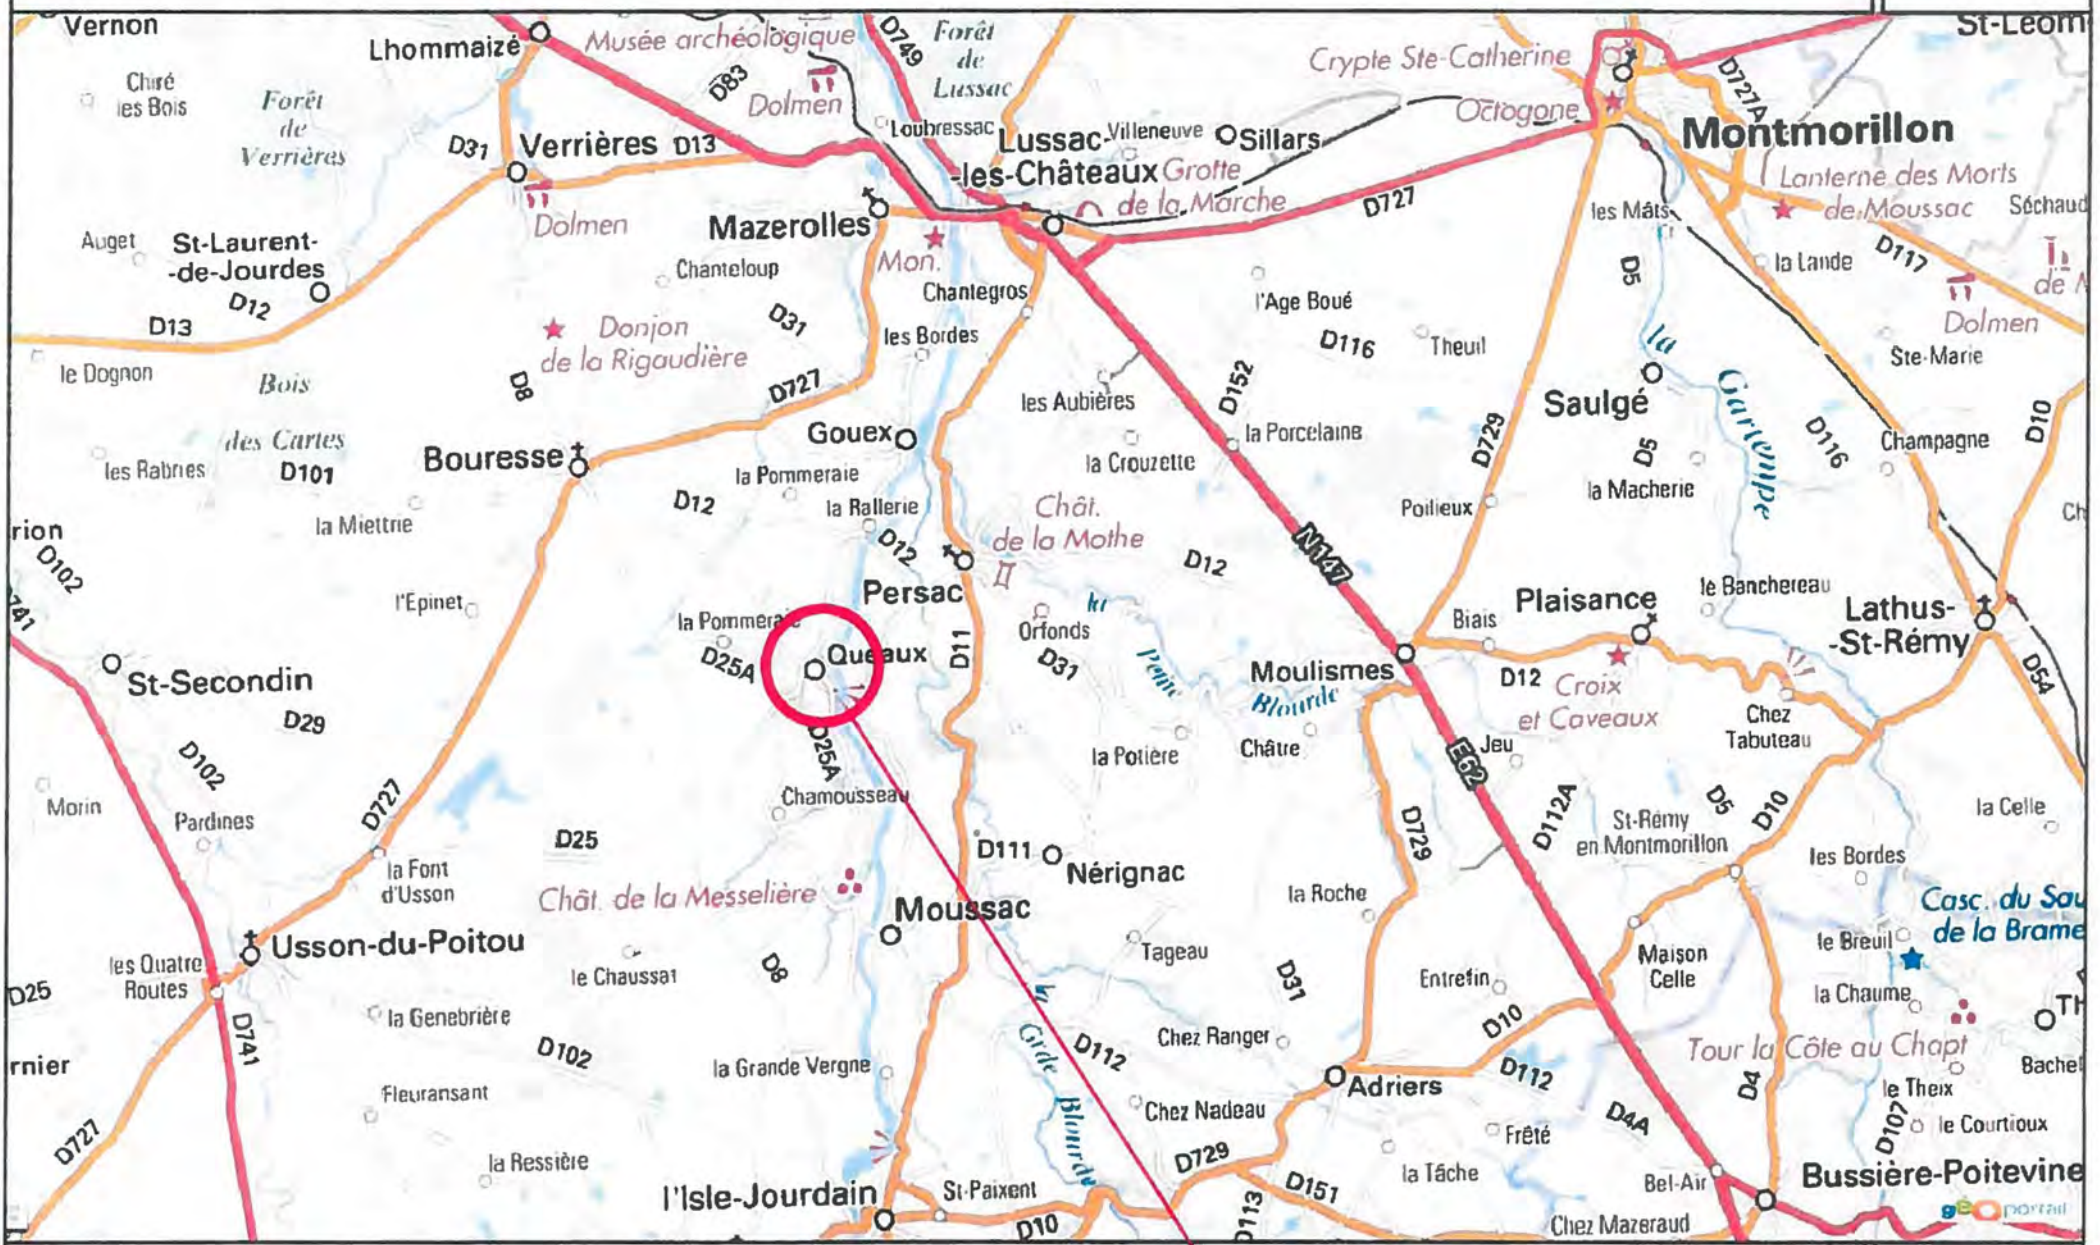 Vernon
Lhommaizé
Musée archéologique
D749
Forêt
de
Lussac
Crypte Ste-Catherine
St-Léom
D727A
Chiré
les Bois
Forêt
de
Verrières
D83
Dolmen
Octogone
Loubressac
Lussac-
-les-Châteaux
Villeneuve
Sillars
Montmorillon
D31
Verrières
D13
Dolmen
Grotte
de la Marche
Lanterne des Morts
de Moussac
Séchaud
Mazerolles
Mon.
D727
les Mâts
Auget
St-Laurent-
-de-Jourdes
D12
D13
Chanteloup
Chantegros
l'Age Boué
D5
la Lande
D117
de
Dolmen
Donjon
de la Rigaudière
D31
les Bordes
D116
Theuil
la
Gartempe
Ste-Marie
le Dognon
Bois
des Cartes
D8
D727
les Aubières
D152
Saulgé
D116
D10
les Rabries
D101
Bouresse
Gouex
la Pommeraie
la Crouzette
la Porcelaine
D729
D5
la Macherie
Champagne
la Miettrie
D12
la Rallerie
D12
Chât.
de la Mothe
Poilieux
Ch
rion
D102
D741
D12
N147
l'Epinet
Persac
la
Peine
Blourde
Orfonds
D31
Biais
Plaisance
le Banchereau
Lathus-
-St-Rémy
la Pommeraie
D25A
Queaux
D11
Moulismes
D12
Croix
et Caveaux
D54
St-Secondin
D29
D102
D25A
la Potière
Châtre
Jeu
E62
Chez
Tabuteau
Morin
Pardines
D727
Chamousseau
D729
D112A
D5
D10
la Celle
la Font
d'Usson
D25
D111
Nérignac
St-Rémy
en Montmorillon
les Bordes
Chât. de la Messelière
Moussac
la Roche
Casc. du Sau
de la Brame
Usson-du-Poitou
les Quatre
Routes
D25
le Chaussat
D8
Tageau
D31
Entrefin
Maison
Celle
le Breuil
la Chaume
Th
D741
la Genebrière
D102
la
Grde
Blourde
D112
Chez Ranger
D10
Tour la Côte au Chapt
Bachel
rnier
Fleuransant
la Grande Vergne
Adriers
D112
D4
le Theix
Chez Nadeau
D4A
D107
le Courtioux
D727
la Ressière
Frêté
D729
la Tâche
l'Isle-Jourdain
St-Paixent
D151
Bel-Air
Bussière-Poitevine
D10
D113
Chez Mazeraud
géoportail